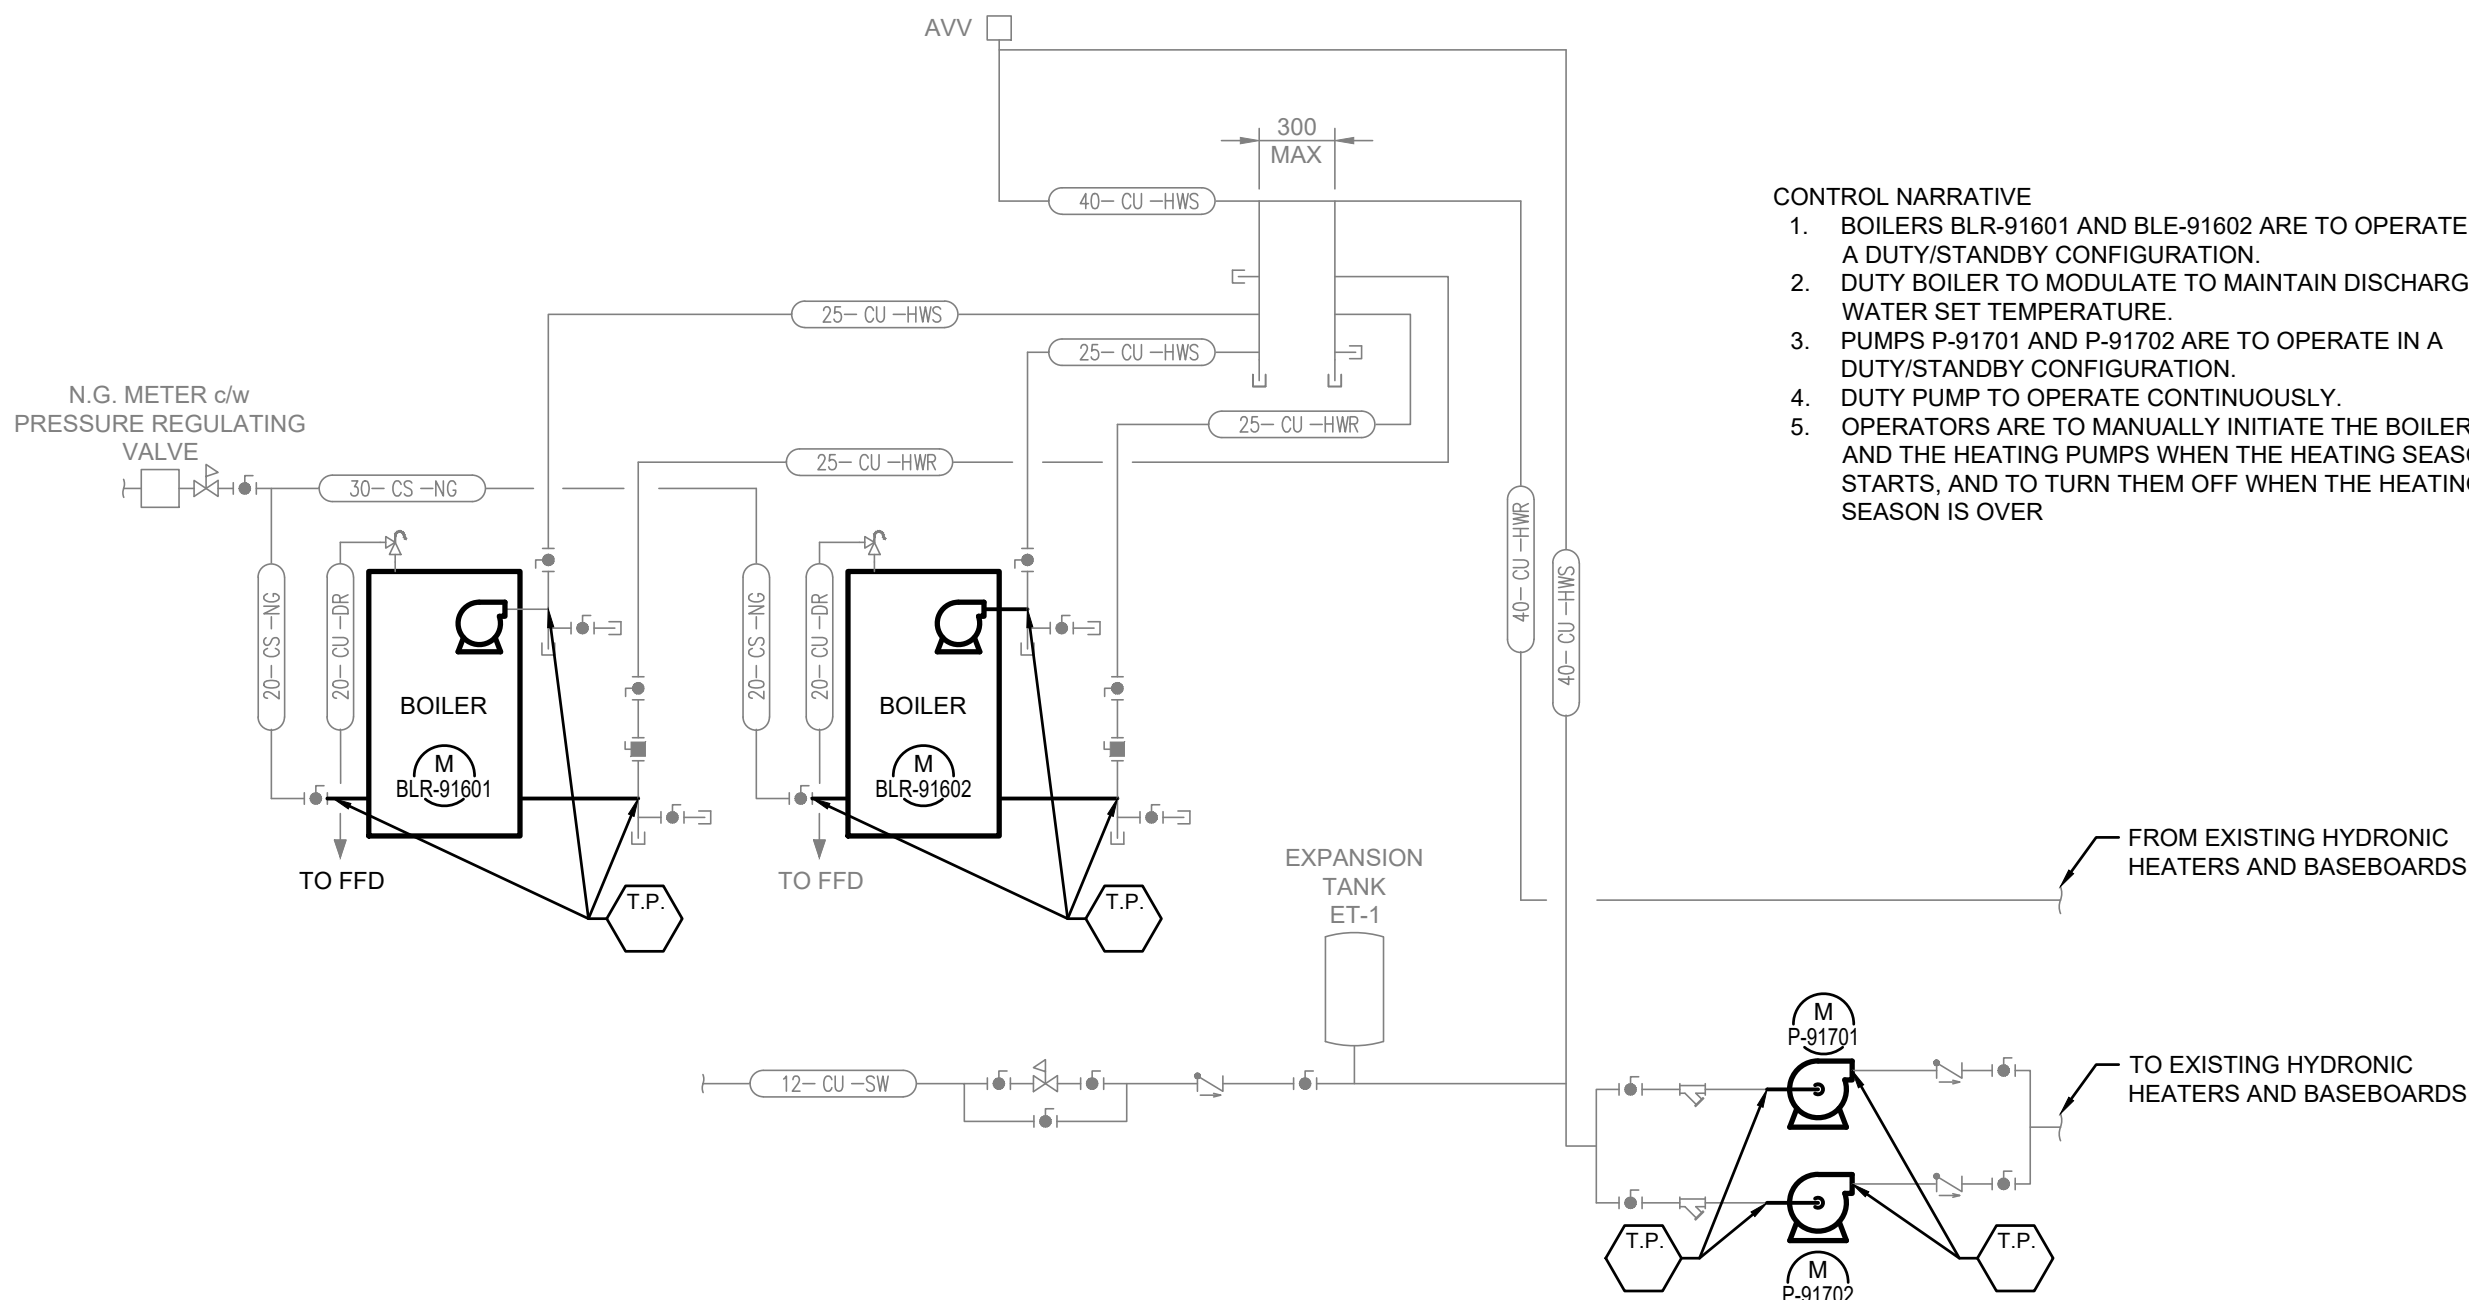 AVV
300
MAX
40- CU -HWS
CONTROL NARRATIVE
1. BOILERS BLR-91601 AND BLE-91602 ARE TO OPERATE
A DUTY/STANDBY CONFIGURATION.
2. DUTY BOILER TO MODULATE TO MAINTAIN DISCHARG
WATER SET TEMPERATURE.
3. PUMPS P-91701 AND P-91702 ARE TO OPERATE IN A
DUTY/STANDBY CONFIGURATION.
4. DUTY PUMP TO OPERATE CONTINUOUSLY.
5. OPERATORS ARE TO MANUALLY INITIATE THE BOILER
AND THE HEATING PUMPS WHEN THE HEATING SEASO
STARTS, AND TO TURN THEM OFF WHEN THE HEATING
SEASON IS OVER
25- CU -HWS
25- CU -HWS
N.G. METER c/w
PRESSURE REGULATING
VALVE
25- CU -HWR
25- CU -HWR
30- CS -NG
40- CU -HWR
40- CU -HWS
20- CS -NG
20- CU -DR
BOILER
M
BLR-91601
20- CS -NG
20- CU -DR
BOILER
M
BLR-91602
TO FFD
T.P.
TO FFD
T.P.
EXPANSION
TANK
ET-1
FROM EXISTING HYDRONIC
HEATERS AND BASEBOARDS
12- CU -SW
M
P-91701
TO EXISTING HYDRONIC
HEATERS AND BASEBOARDS
T.P.
T.P.
M
P-91702